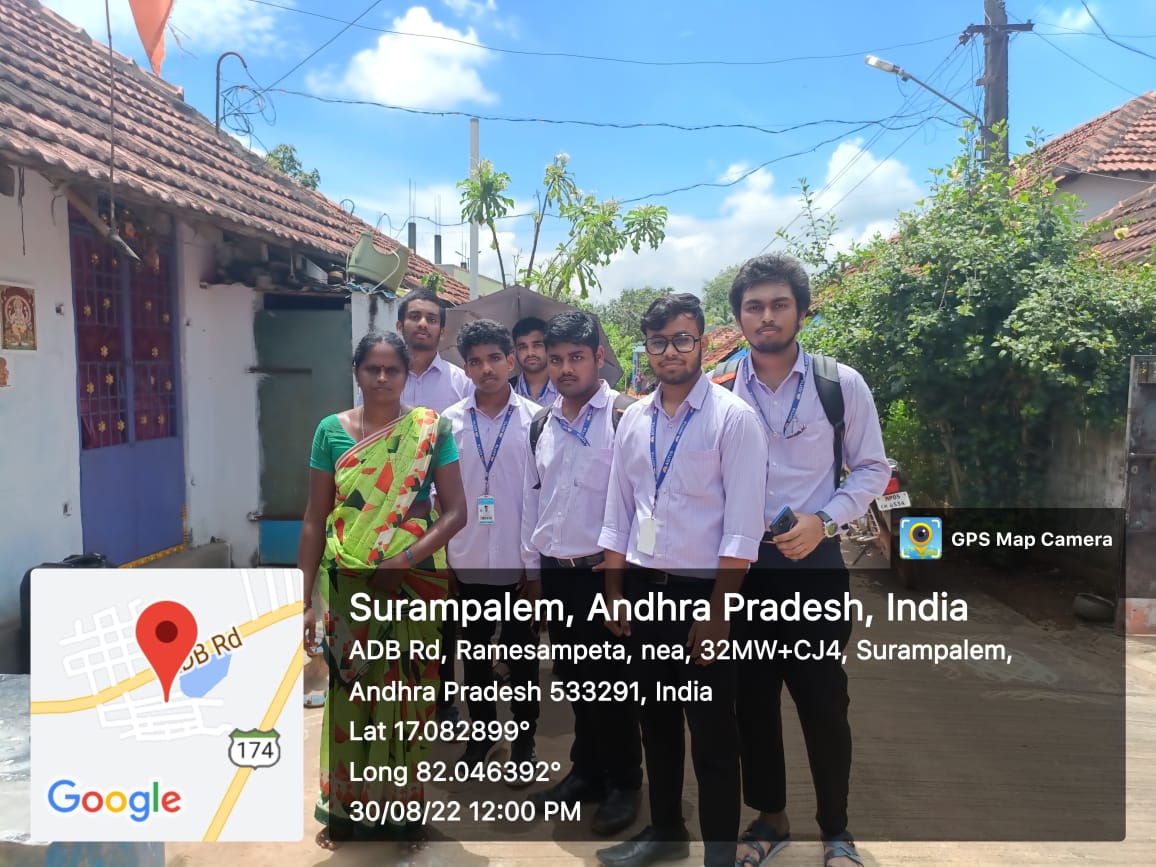 GPS Map Camera
Surampalem, Andhra Pradesh, India
ADB Rd, Ramesampeta, nea, 32MW+CJ4, Surampalem,
Andhra Pradesh 533291, India
Lat 17.082899°
Long 82.046392°
30/08/22 12:00 PM
DB Rd
174
Google